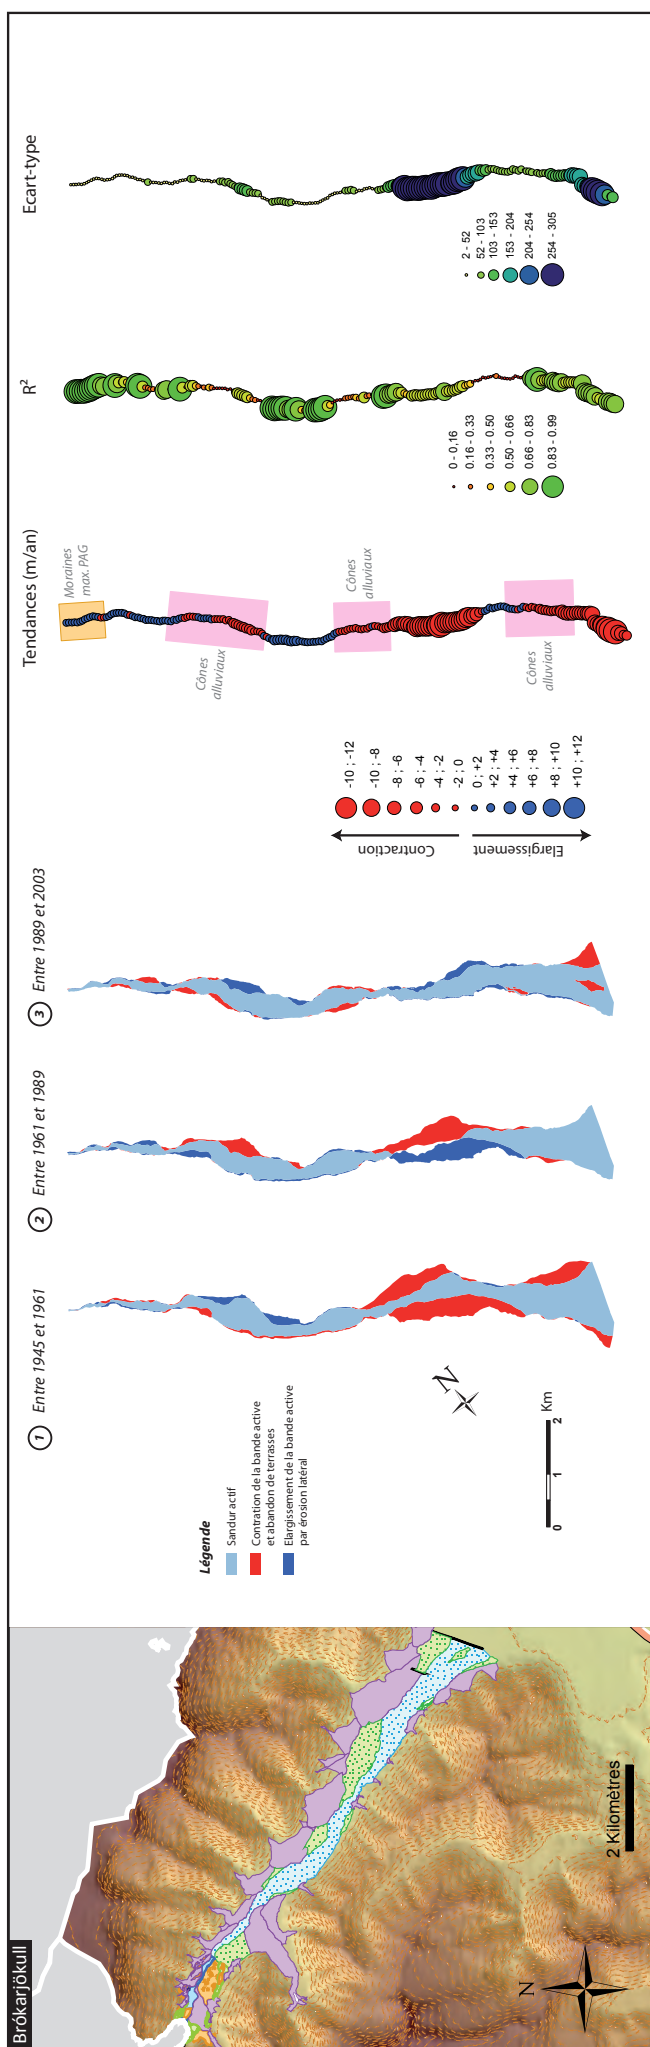 Ecart-type
2 - 52
52 - 103
103 - 153
153 - 204
204 - 254
254 - 305
R²
0 - 0,16
0.16 - 0.33
0.33 - 0.50
0.50 - 0.66
0.66 - 0.83
0.83 - 0.99
Tendances (m/an)
Moraines
max. PAG
Cônes
alluviaux
Cônes
alluviaux
Cônes
alluviaux
-10 ; -12
-10 ; -8
-8 ; -6
-6 ; -4
-4 ; -2
-2 ; 0
0 ; +2
+2 ; +4
+4 ; +6
+6 ; +8
+8 ; +10
+10 ; +12
Contraction
Elargissement
3 Entre 1989 et 2003
2 Entre 1961 et 1989
1 Entre 1945 et 1961
Légende
Sandur actif
Contration de la bande active
et abandon de terrasses
Elargissement de la bande active
par érosion latéral
N
Km
0 1 2
Brókarjökull
2 Kilomètres
N